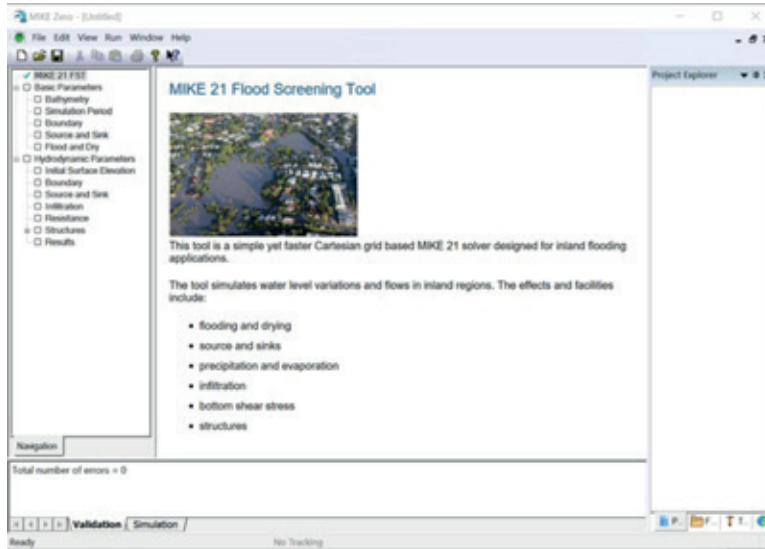 MIKE Zero - [Untitled]
File Edit View Run Window Help
MIKE 21 FST
Basic Parameters
Bathymetry
Simulation Period
Boundary
Source and Sink
Flood and Dry
Hydrodynamic Parameters
Initial Surface Elevation
Boundary
Source and Sink
Infiltration
Resistance
Structures
Results
Navigation
MIKE 21 Flood Screening Tool
This tool is a simple yet faster Cartesian grid based MIKE 21 solver designed for inland flooding
applications.
The tool simulates water level variations and flows in inland regions. The effects and facilities
include:
• flooding and drying
• source and sinks
• precipitation and evaporation
• infiltration
• bottom shear stress
• structures
Project Explorer
P.. F.. T..
Total number of errors = 0
Validation Simulation
Ready No Tracking